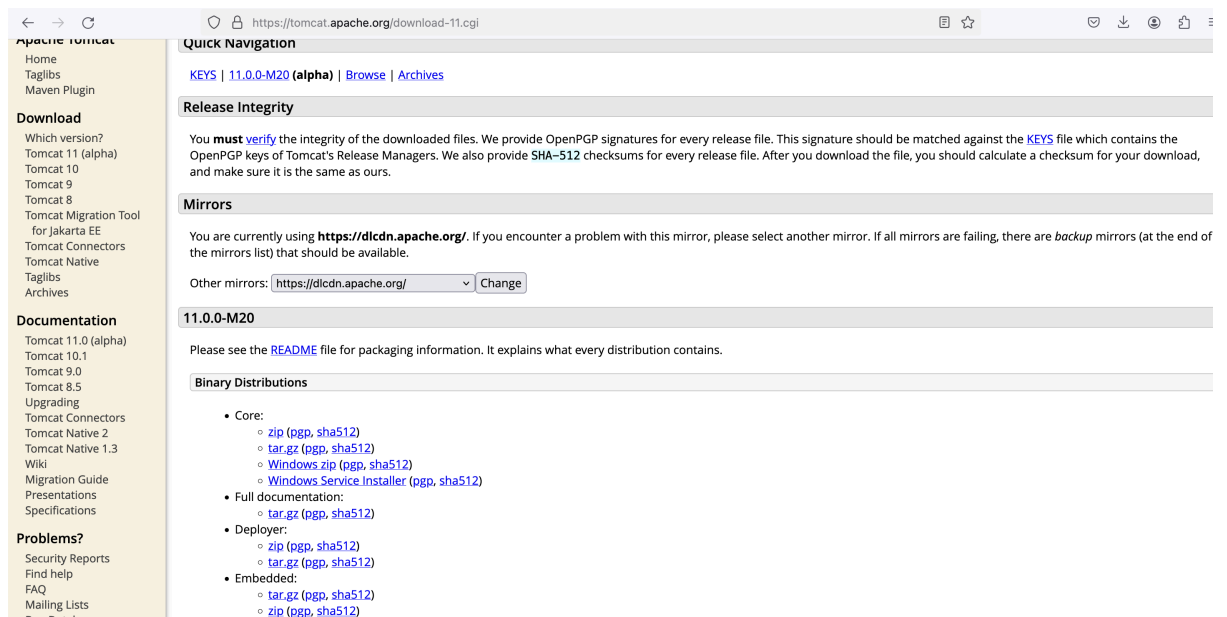 https://tomcat.apache.org/download-11.cgi
Apache Tomcat
Home
Taglibs
Maven Plugin
Download
Which version?
Tomcat 11 (alpha)
Tomcat 10
Tomcat 9
Tomcat 8
Tomcat Migration Tool
for Jakarta EE
Tomcat Connectors
Tomcat Native
Taglibs
Archives
Documentation
Tomcat 11.0 (alpha)
Tomcat 10.1
Tomcat 9.0
Tomcat 8.5
Upgrading
Tomcat Connectors
Tomcat Native 2
Tomcat Native 1.3
Wiki
Migration Guide
Presentations
Specifications
Problems?
Security Reports
Find help
FAQ
Mailing Lists
Quick Navigation
KEYS | 11.0.0-M20 (alpha) | Browse | Archives
Release Integrity
You must verify the integrity of the downloaded files. We provide OpenPGP signatures for every release file. This signature should be matched against the KEYS file which contains the
OpenPGP keys of Tomcat's Release Managers. We also provide SHA-512 checksums for every release file. After you download the file, you should calculate a checksum for your download,
and make sure it is the same as ours.
Mirrors
You are currently using https://dlcdn.apache.org/. If you encounter a problem with this mirror, please select another mirror. If all mirrors are failing, there are backup mirrors (at the end of
the mirrors list) that should be available.
Other mirrors: https://dlcdn.apache.org/ Change
11.0.0-M20
Please see the README file for packaging information. It explains what every distribution contains.
Binary Distributions
• Core:
◦ zip (pgp, sha512)
◦ tar.gz (pgp, sha512)
◦ Windows zip (pgp, sha512)
◦ Windows Service Installer (pgp, sha512)
• Full documentation:
◦ tar.gz (pgp, sha512)
• Deployer:
◦ zip (pgp, sha512)
◦ tar.gz (pgp, sha512)
• Embedded:
◦ tar.gz (pgp, sha512)
◦ zip (pgp, sha512)